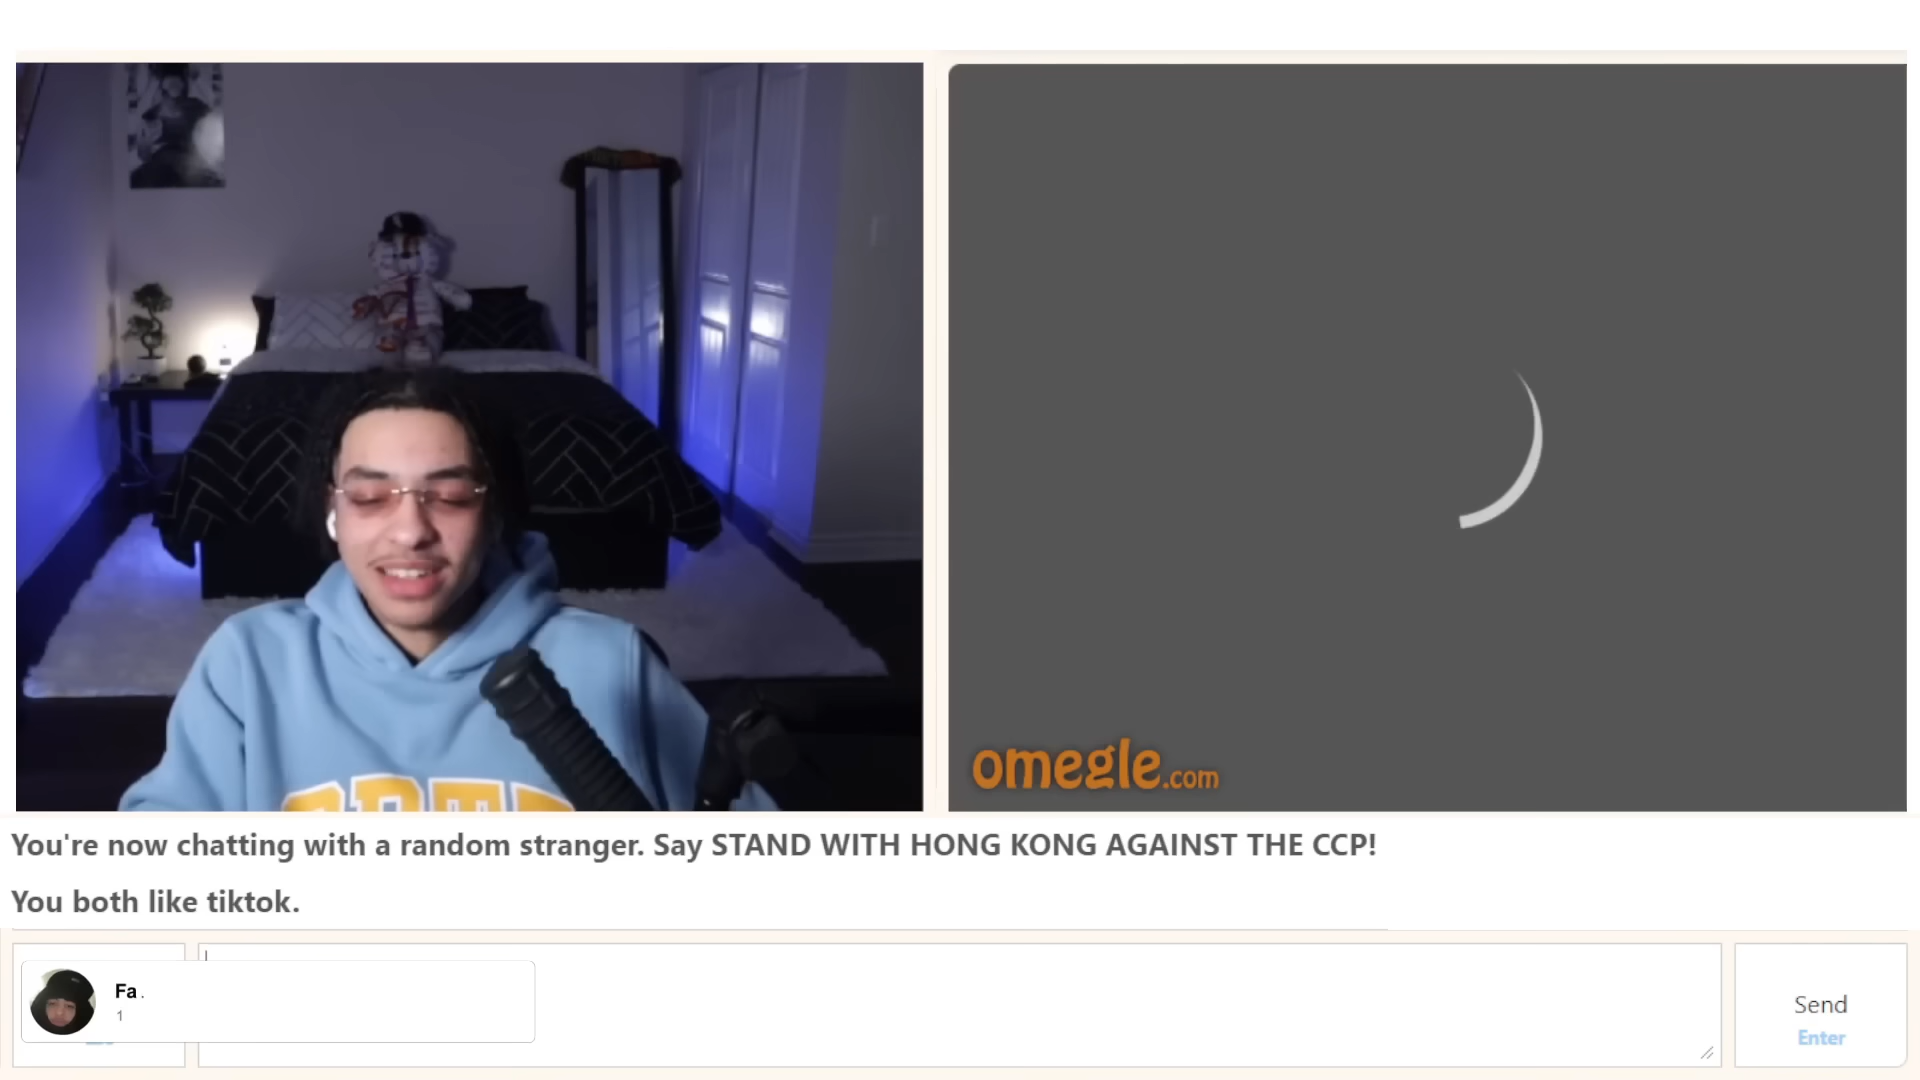 omegle.com
You're now chatting with a random stranger. Say STAND WITH HONG KONG AGAINST THE CCP!
You both like tiktok.
Fa.
1
Send
Enter